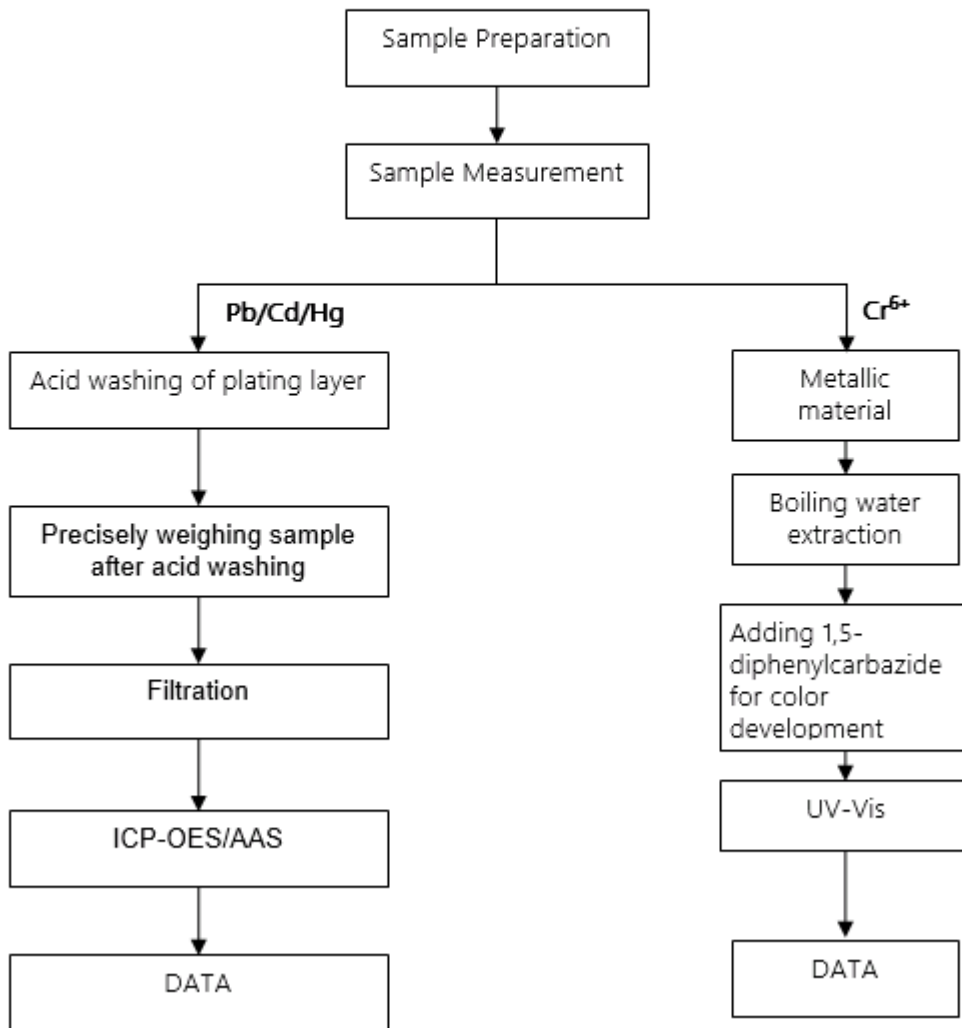 Sample Preparation
Sample Measurement
Pb/Cd/Hg
Cr⁶⁺
Acid washing of plating layer
Metallic
material
Precisely weighing sample
after acid washing
Boiling water
extraction
Filtration
Adding 1,5-
diphenylcarbazide
for color
development
ICP-OES/AAS
UV-Vis
DATA
DATA